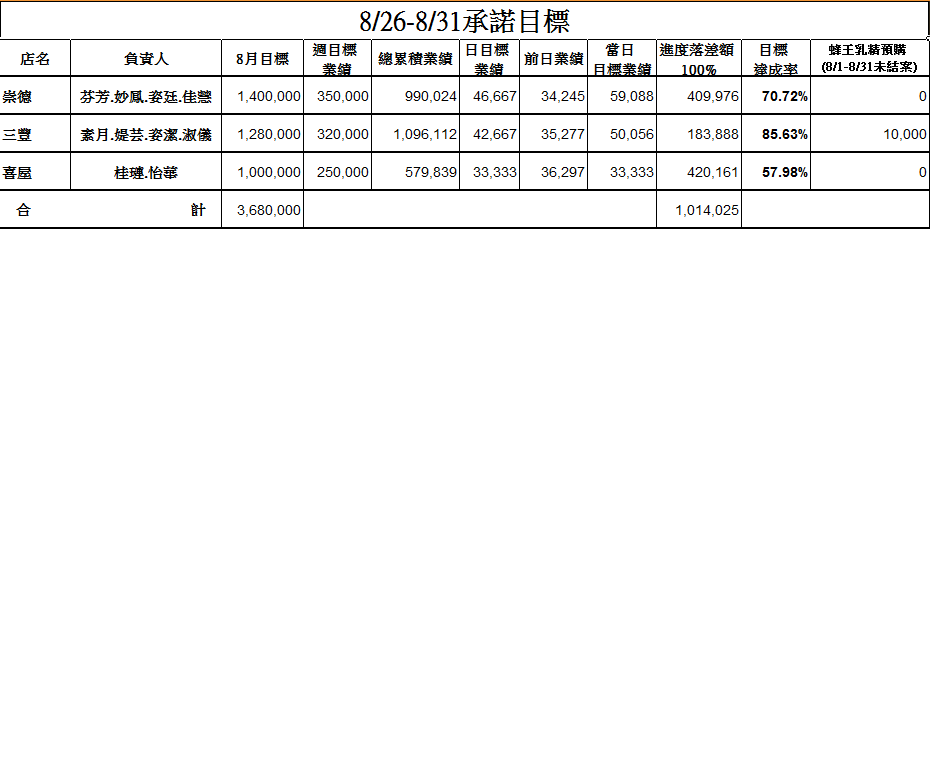 8/26-8/31承諾目標
店名 負責人 8月目標 週目標業績 總累積業績 日目標業績 前日業績 當日目標業績 進度落差額100% 目標達成率 蜂王乳精預購(8/1-8/31未結案)
崇德 芬芳.妙鳳.姿廷.佳慧 1,400,000 350,000 990,024 46,667 34,245 59,088 409,976 70.72% 0
三豐 素月.媞芸.姿潔.淑儀 1,280,000 320,000 1,096,112 42,667 35,277 50,056 183,888 85.63% 10,000
喜屋 桂璉.怡華 1,000,000 250,000 579,839 33,333 36,297 33,333 420,161 57.98% 0
合 計 3,680,000 1,014,025